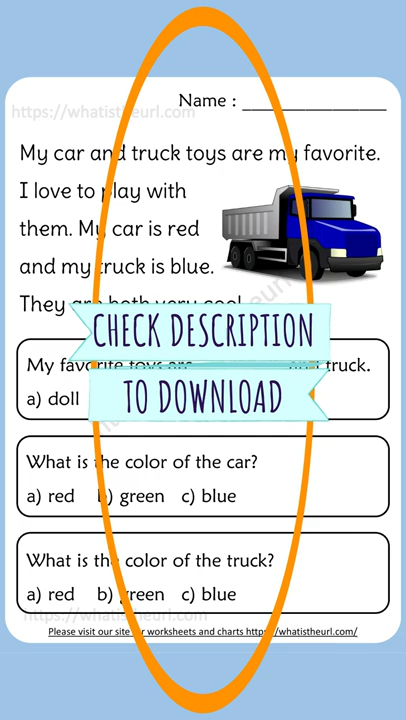 https://whatistheurl.com
Name :
My car and truck toys are my favorite.
I love to play with
them. My car is red
and my truck is blue.
They are both very cool
CHECK DESCRIPTION
My favorite toys are truck.
a) doll
TO DOWNLOAD
What is the color of the car?
a) red b) green c) blue
What is the color of the truck?
a) red b) green c) blue
https://whatistheurl.com
Please visit our site for worksheets and charts https://whatistheurl.com/